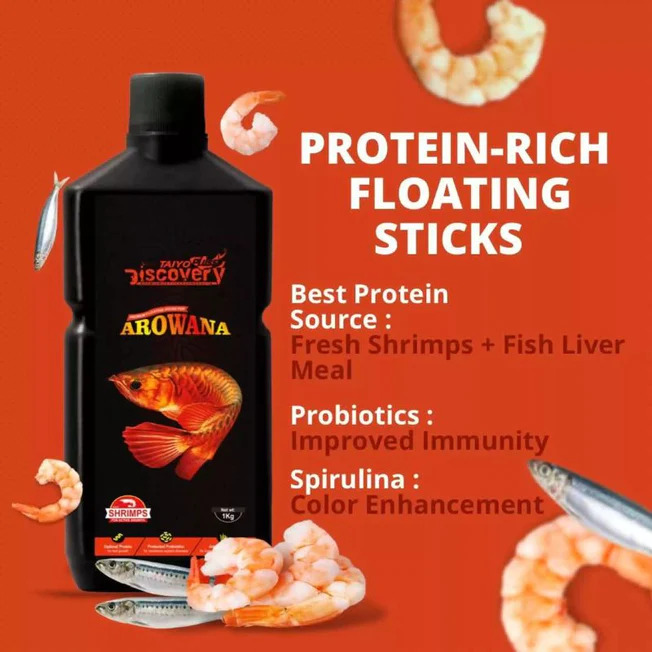 PROTEIN-RICH
FLOATING
STICKS
Best Protein
Source :
Fresh Shrimps + Fish Liver
Meal
Probiotics :
Improved Immunity
Spirulina :
Color Enhancement
TAIYO PLUSS
Discovery
AROWANA
SHRIMPS
Net wt:
1Kg